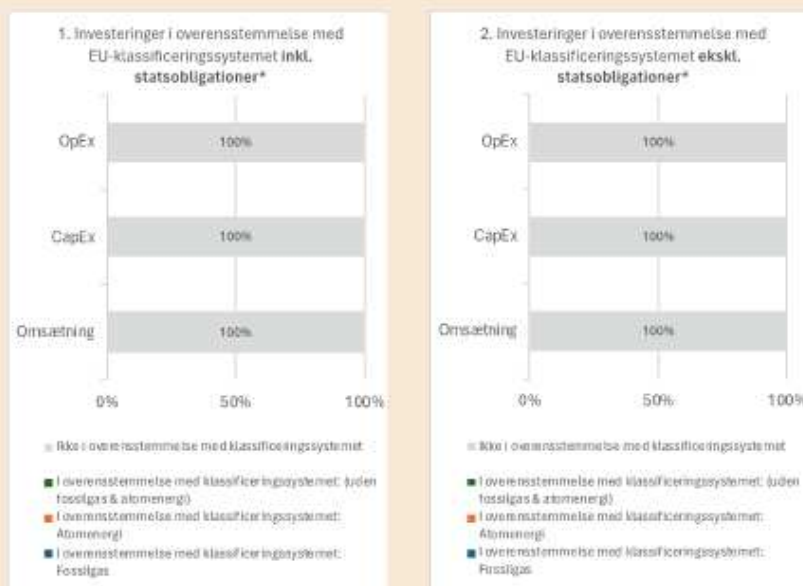 1. Investeringer i overensstemmelse med
EU-klassificeringssystemet inkl.
statsobligationer*
OpEx
100%
CapEx
100%
Omsætning
100%
0%
50%
100%
Ikke i overensstemmelse med klassificeringssystemet
I overensstemmelse med klassificeringssystemet: (uden
fossilgas & atomenergi)
I overensstemmelse med klassificeringssystemet:
Atomenergi
I overensstemmelse med klassificeringssystemet:
Fossilgas
2. Investeringer i overensstemmelse med
EU-klassificeringssystemet ekskl.
statsobligationer*
OpEx
100%
CapEx
100%
Omsætning
100%
0%
50%
100%
Ikke i overensstemmelse med klassificeringssystemet
I overensstemmelse med klassificeringssystemet: (uden
fossilgas & atomenergi)
I overensstemmelse med klassificeringssystemet:
Atomenergi
I overensstemmelse med klassificeringssystemet:
Fossilgas